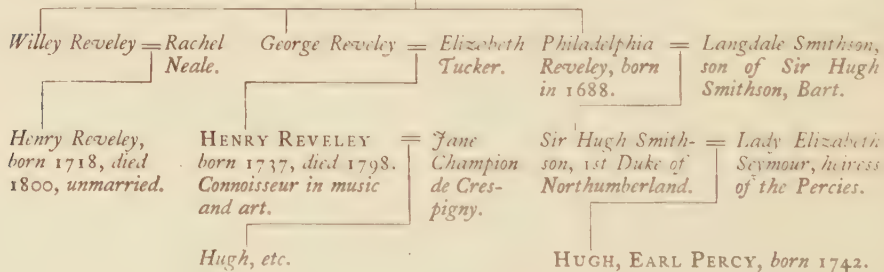 Willey Reveley = Rachel Neale.
George Reveley = Elizabeth Tucker.
Philadelphia Reveley, born in 1688. = Langdale Smithson, son of Sir Hugh Smithson, Bart.
Henry Reveley,
born 1718, died
1800, unmarried.
HENRY REVELEY
born 1737, died 1798.
Connoisseur in music
and art.
= Jane
Champion
de Cres-
pigny.
Sir Hugh Smith-
son, 1st Duke of
Northumberland.
= Lady Elizabeth
Seymour, heiress
of the Percies.
Hugh, etc.
HUGH, EARL PERCY, born 1742.